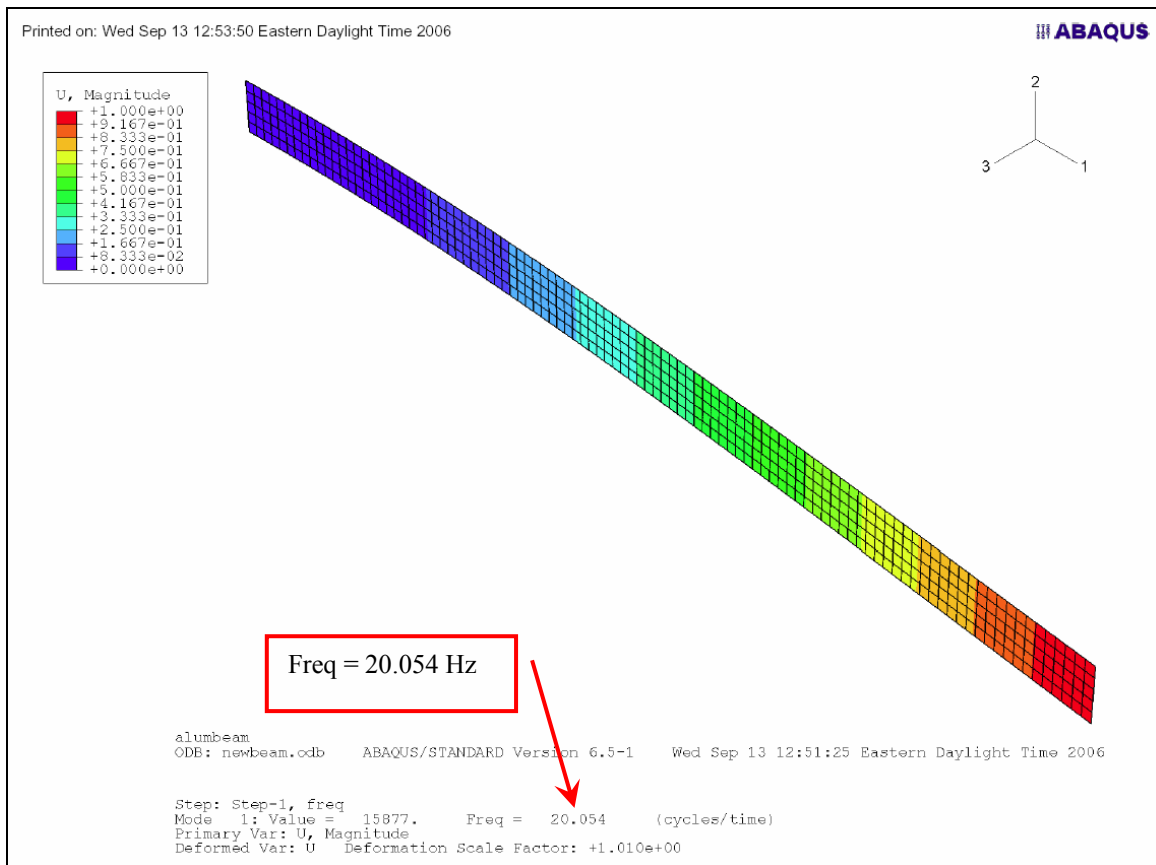 Printed on: Wed Sep 13 12:53:50 Eastern Daylight Time 2006
ABAQUS
U, Magnitude
+1.000e+00
+9.167e-01
+8.333e-01
+7.500e-01
+6.667e-01
+5.833e-01
+5.000e-01
+4.167e-01
+3.333e-01
+2.500e-01
+1.667e-01
+8.333e-02
+0.000e+00
2
3
1
Freq = 20.054 Hz
alumbeam
ODB: newbeam.odb ABAQUS/STANDARD Version 6.5-1 Wed Sep 13 12:51:25 Eastern Daylight Time 2006
Step: Step-1, freq
Mode 1: Value = 15877. Freq = 20.054 (cycles/time)
Primary Var: U, Magnitude
Deformed Var: U Deformation Scale Factor: +1.010e+00